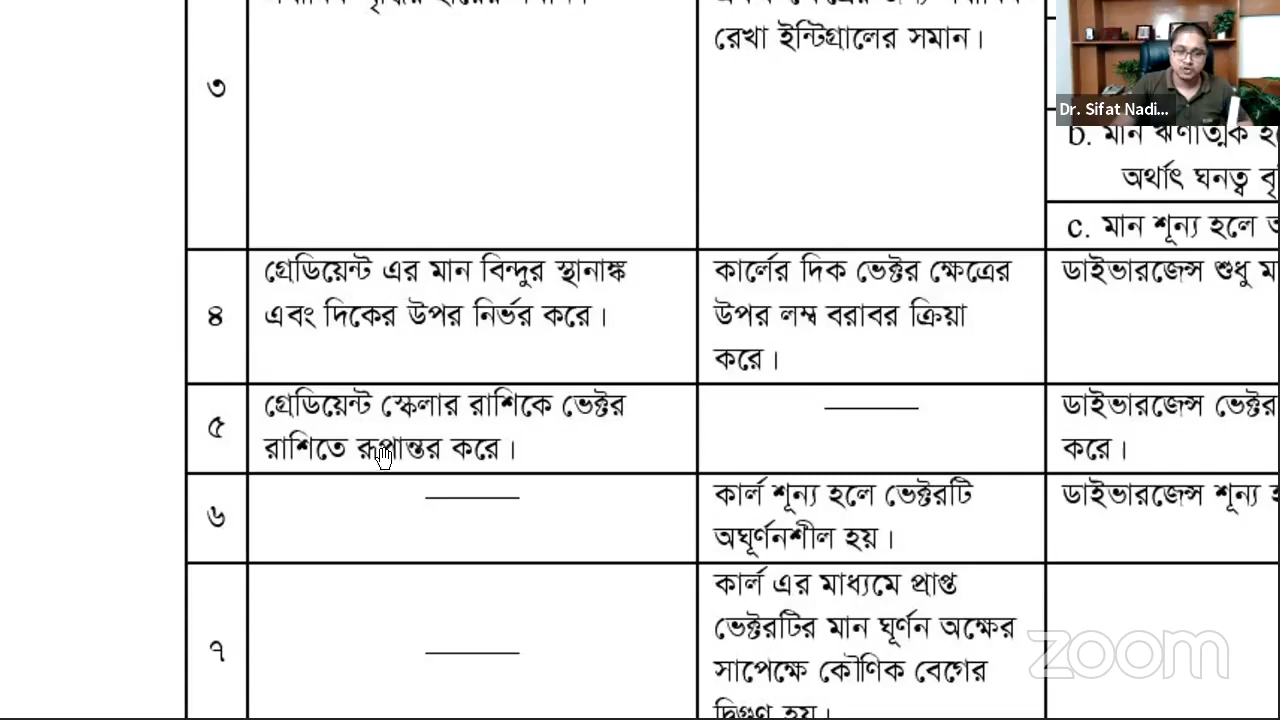 রেখা ইন্টিগ্রালের সমান।
৩
Dr. Sifat Nadi...
b. মান ঋণাত্মক
অর্থাৎ ঘনত্ব
c. মান শূন্য হলে
৪
গ্রেডিয়েন্ট এর মান বিন্দুর স্থানাঙ্ক
এবং দিকের উপর নির্ভর করে।
কার্লের দিক ভেক্টর ক্ষেত্রের
উপর লম্ব বরাবর ক্রিয়া
করে।
ডাইভারজেন্স শুধু
৫
গ্রেডিয়েন্ট স্কেলার রাশিকে ভেক্টর
রাশিতে রূপান্তর করে।
ডাইভারজেন্স ভেক্টর
করে।
৬
কার্ল শূন্য হলে ভেক্টরটি
অঘূর্ণনশীল হয়।
ডাইভারজেন্স শূন্য
৭
কার্ল এর মাধ্যমে প্রাপ্ত
ভেক্টরটির মান ঘূর্ণন অক্ষের
সাপেক্ষে কৌণিক বেগের
দ্বিগুণ হয়।
zoom